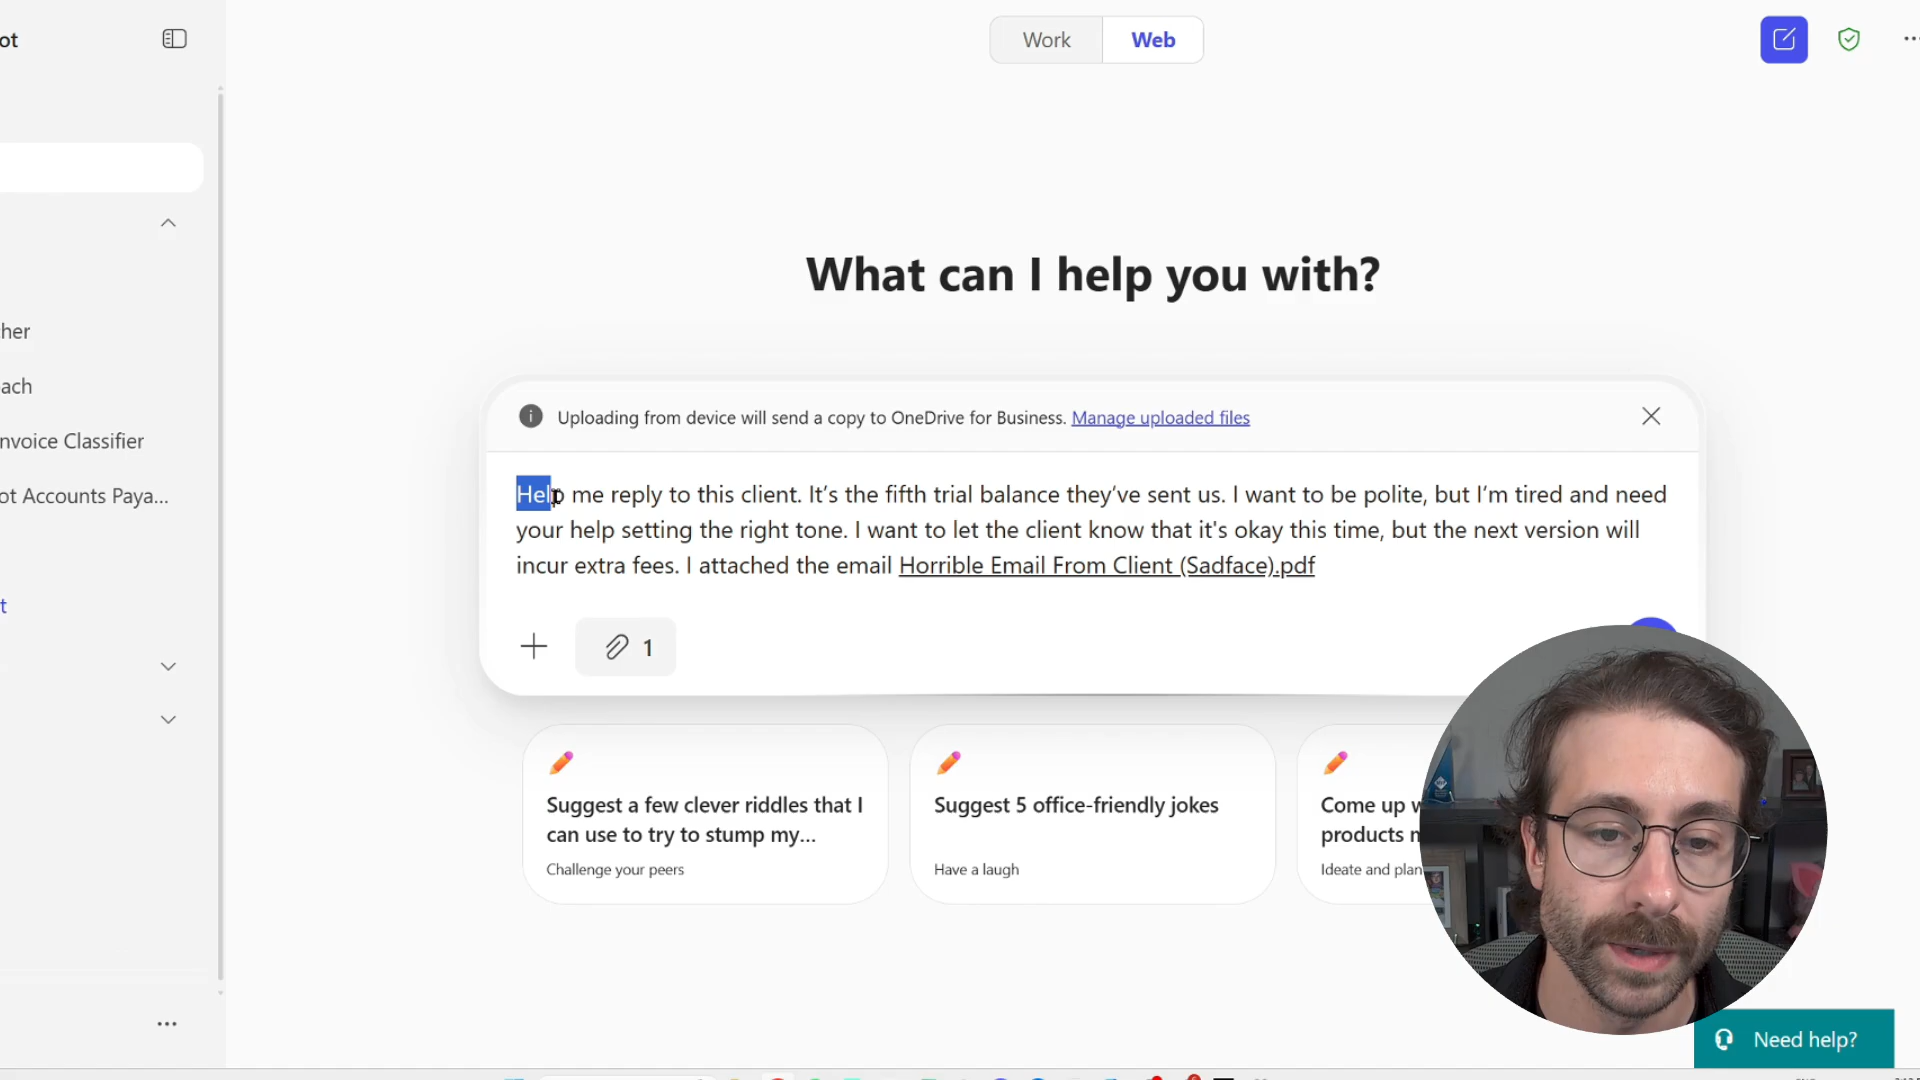 ot
Work
Web
What can I help you with?
her
ach
nvoice Classifier
ot Accounts Paya...
t
Uploading from device will send a copy to OneDrive for Business. Manage uploaded files
Help me reply to this client. It’s the fifth trial balance they’ve sent us. I want to be polite, but I’m tired and need
your help setting the right tone. I want to let the client know that it's okay this time, but the next version will
incur extra fees. I attached the email Horrible Email From Client (Sadface).pdf
1
Suggest a few clever riddles that I
can use to try to stump my...
Challenge your peers
Suggest 5 office-friendly jokes
Have a laugh
Come up
products
Ideate and plan
Need help?